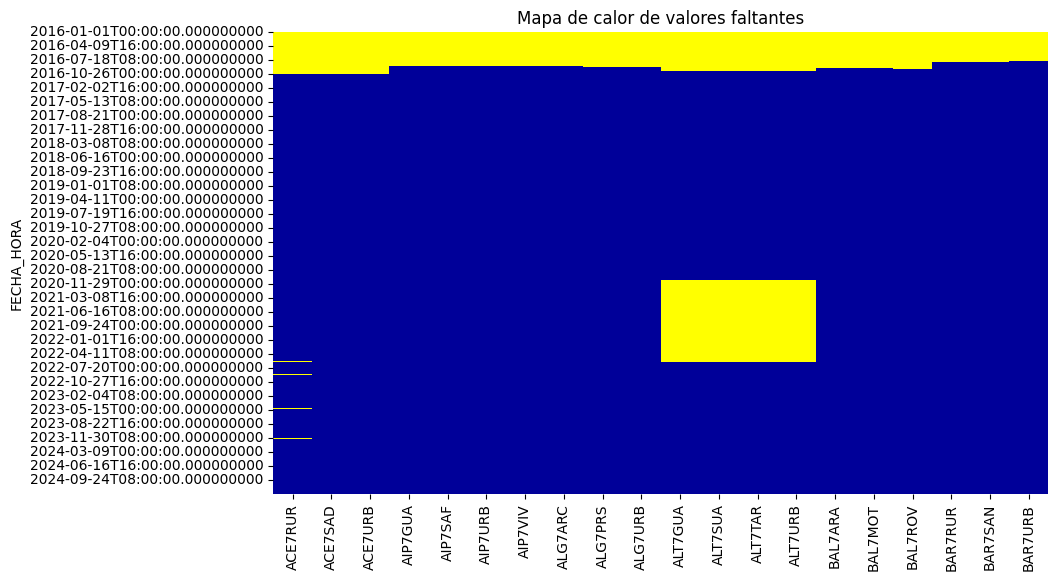 Mapa de calor de valores faltantes
2016-01-01T00:00:00.000000000
2016-04-09T16:00:00.000000000
2016-07-18T08:00:00.000000000
2016-10-26T00:00:00.000000000
2017-02-02T16:00:00.000000000
2017-05-13T08:00:00.000000000
2017-08-21T00:00:00.000000000
2017-11-28T16:00:00.000000000
2018-03-08T08:00:00.000000000
2018-06-16T00:00:00.000000000
2018-09-23T16:00:00.000000000
2019-01-01T08:00:00.000000000
2019-04-11T00:00:00.000000000
2019-07-19T16:00:00.000000000
2019-10-27T08:00:00.000000000
2020-02-04T00:00:00.000000000
2020-05-13T16:00:00.000000000
2020-08-21T08:00:00.000000000
2020-11-29T00:00:00.000000000
2021-03-08T16:00:00.000000000
2021-06-16T08:00:00.000000000
2021-09-24T00:00:00.000000000
2022-01-01T16:00:00.000000000
2022-04-11T08:00:00.000000000
2022-07-20T00:00:00.000000000
2022-10-27T16:00:00.000000000
2023-02-04T08:00:00.000000000
2023-05-15T00:00:00.000000000
2023-08-22T16:00:00.000000000
2023-11-30T08:00:00.000000000
2024-03-09T00:00:00.000000000
2024-06-16T16:00:00.000000000
2024-09-24T08:00:00.000000000
FECHA_HORA
ACE7RUR
ACE7SAD
ACE7URB
AIP7GUA
AIP7SAF
AIP7URB
AIP7VIV
ALG7ARC
ALG7PRS
ALG7URB
ALT7GUA
ALT7SUA
ALT7TAR
ALT7URB
BAL7ARA
BAL7MOT
BAL7ROV
BAR7RUR
BAR7SAN
BAR7URB